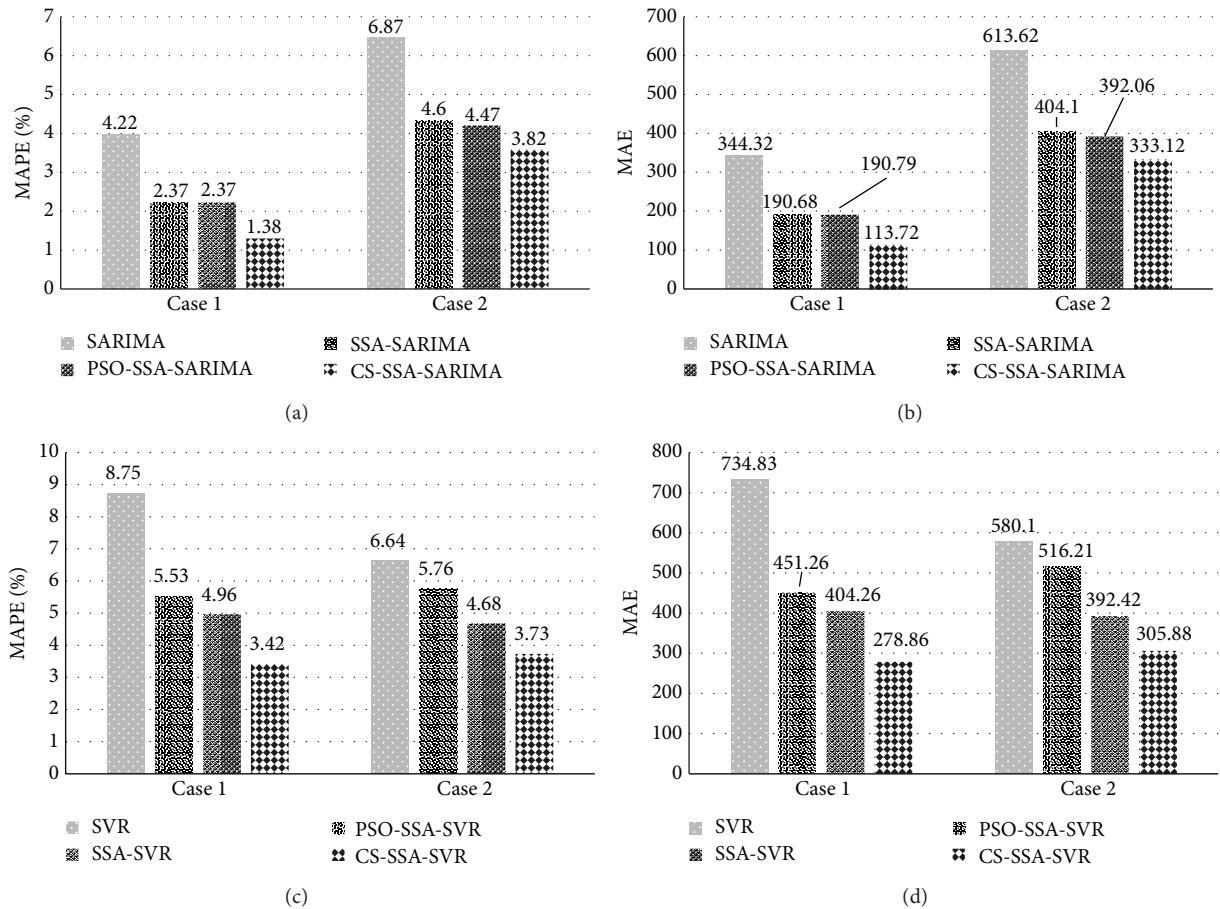 7
6
5
4
3
2
1
0
MAPE (%)
4.22
2.37
2.37
1.38
6.87
4.6
4.47
3.82
Case 1
Case 2
SARIMA
SSA-SARIMA
PSO-SSA-SARIMA
CS-SSA-SARIMA
(a)
700
600
500
400
300
200
100
0
MAE
344.32
190.68
190.79
113.72
613.62
404.1
392.06
333.12
Case 1
Case 2
SARIMA
SSA-SARIMA
PSO-SSA-SARIMA
CS-SSA-SARIMA
(b)
10
9
8
7
6
5
4
3
2
1
0
MAPE (%)
8.75
5.53
4.96
3.42
6.64
5.76
4.68
3.73
Case 1
Case 2
SVR
PSO-SSA-SVR
SSA-SVR
CS-SSA-SVR
(c)
800
700
600
500
400
300
200
100
0
MAE
734.83
451.26
404.26
278.86
580.1
516.21
392.42
305.88
Case 1
Case 2
SVR
PSO-SSA-SVR
SSA-SVR
CS-SSA-SVR
(d)